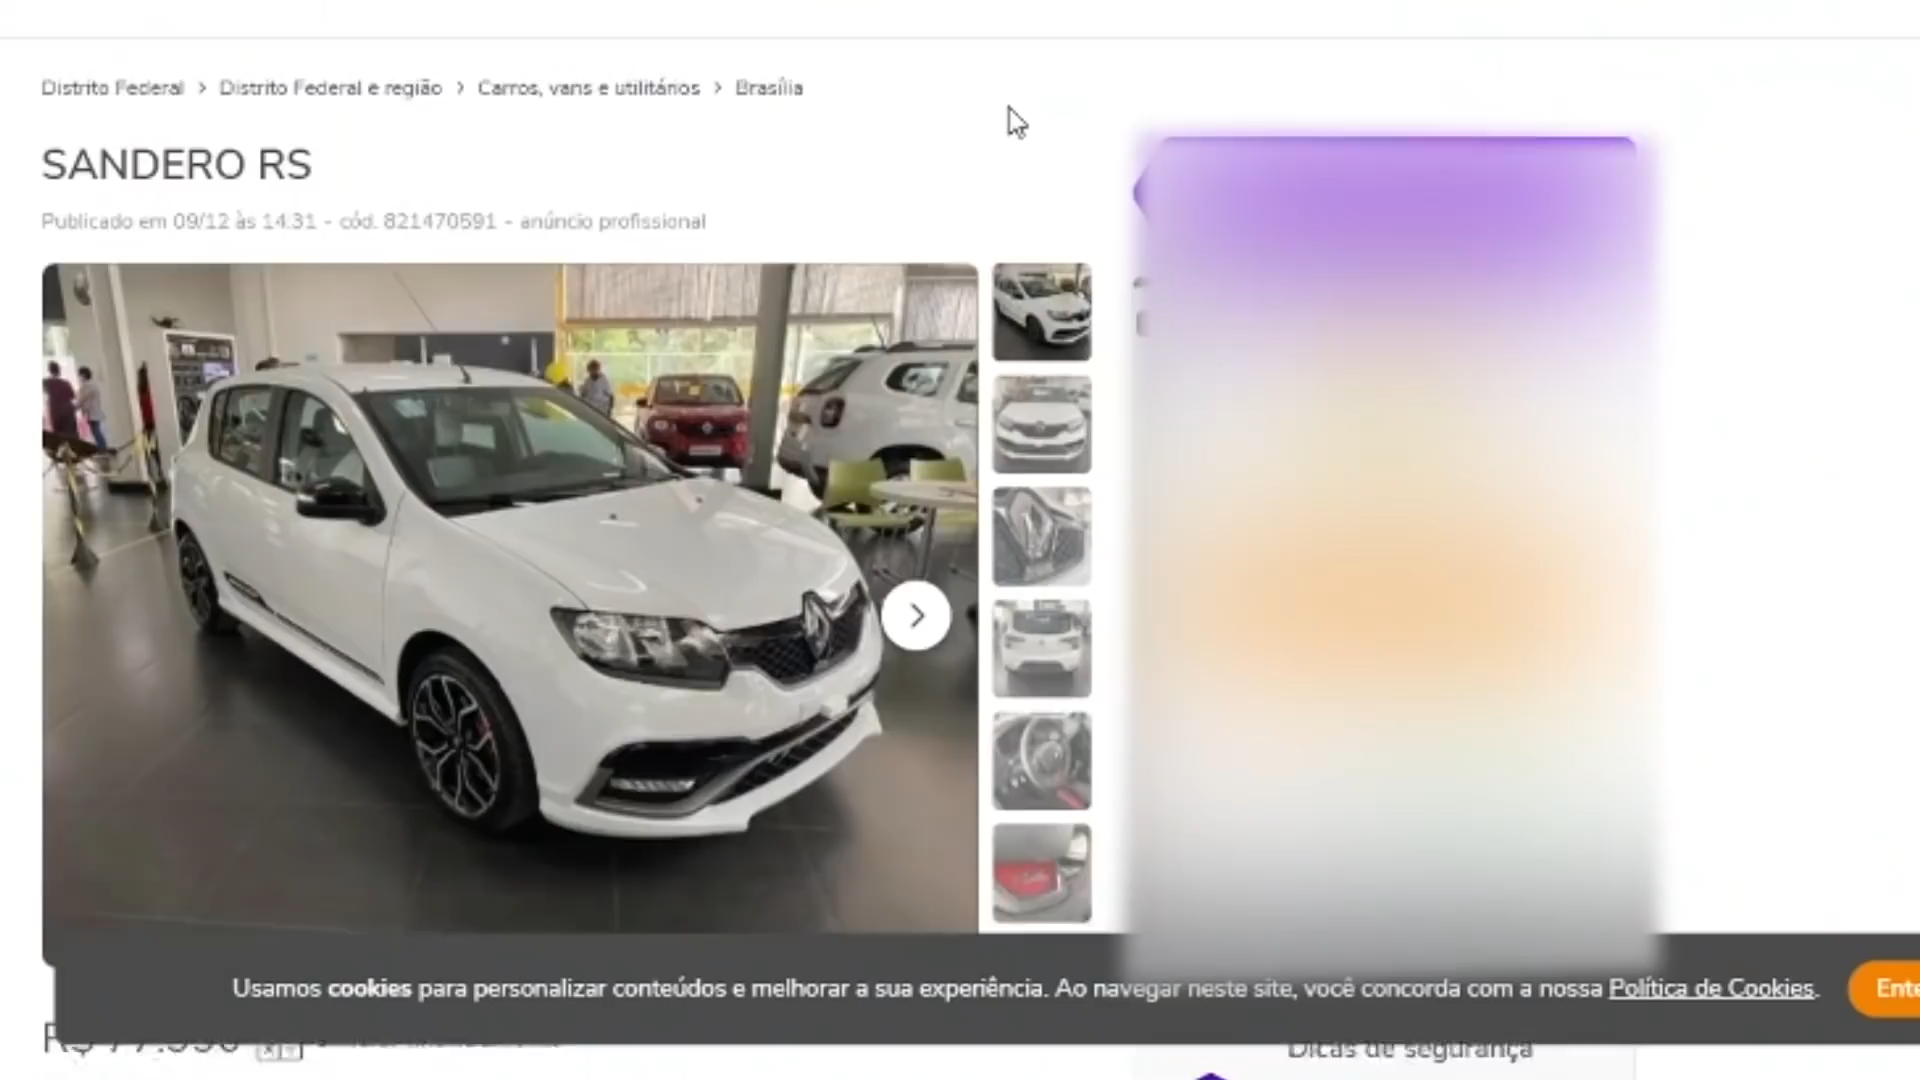 Distrito Federal > Distrito Federal e região > Carros, vans e utilitários > Brasília
SANDERO RS
Publicado em 09/12 às 14:31 - cód. 821470591 - anúncio profissional
Usamos cookies para personalizar conteúdos e melhorar a sua experiência. Ao navegar neste site, você concorda com a nossa Política de Cookies.
Ente
R$
Dicas de segurança